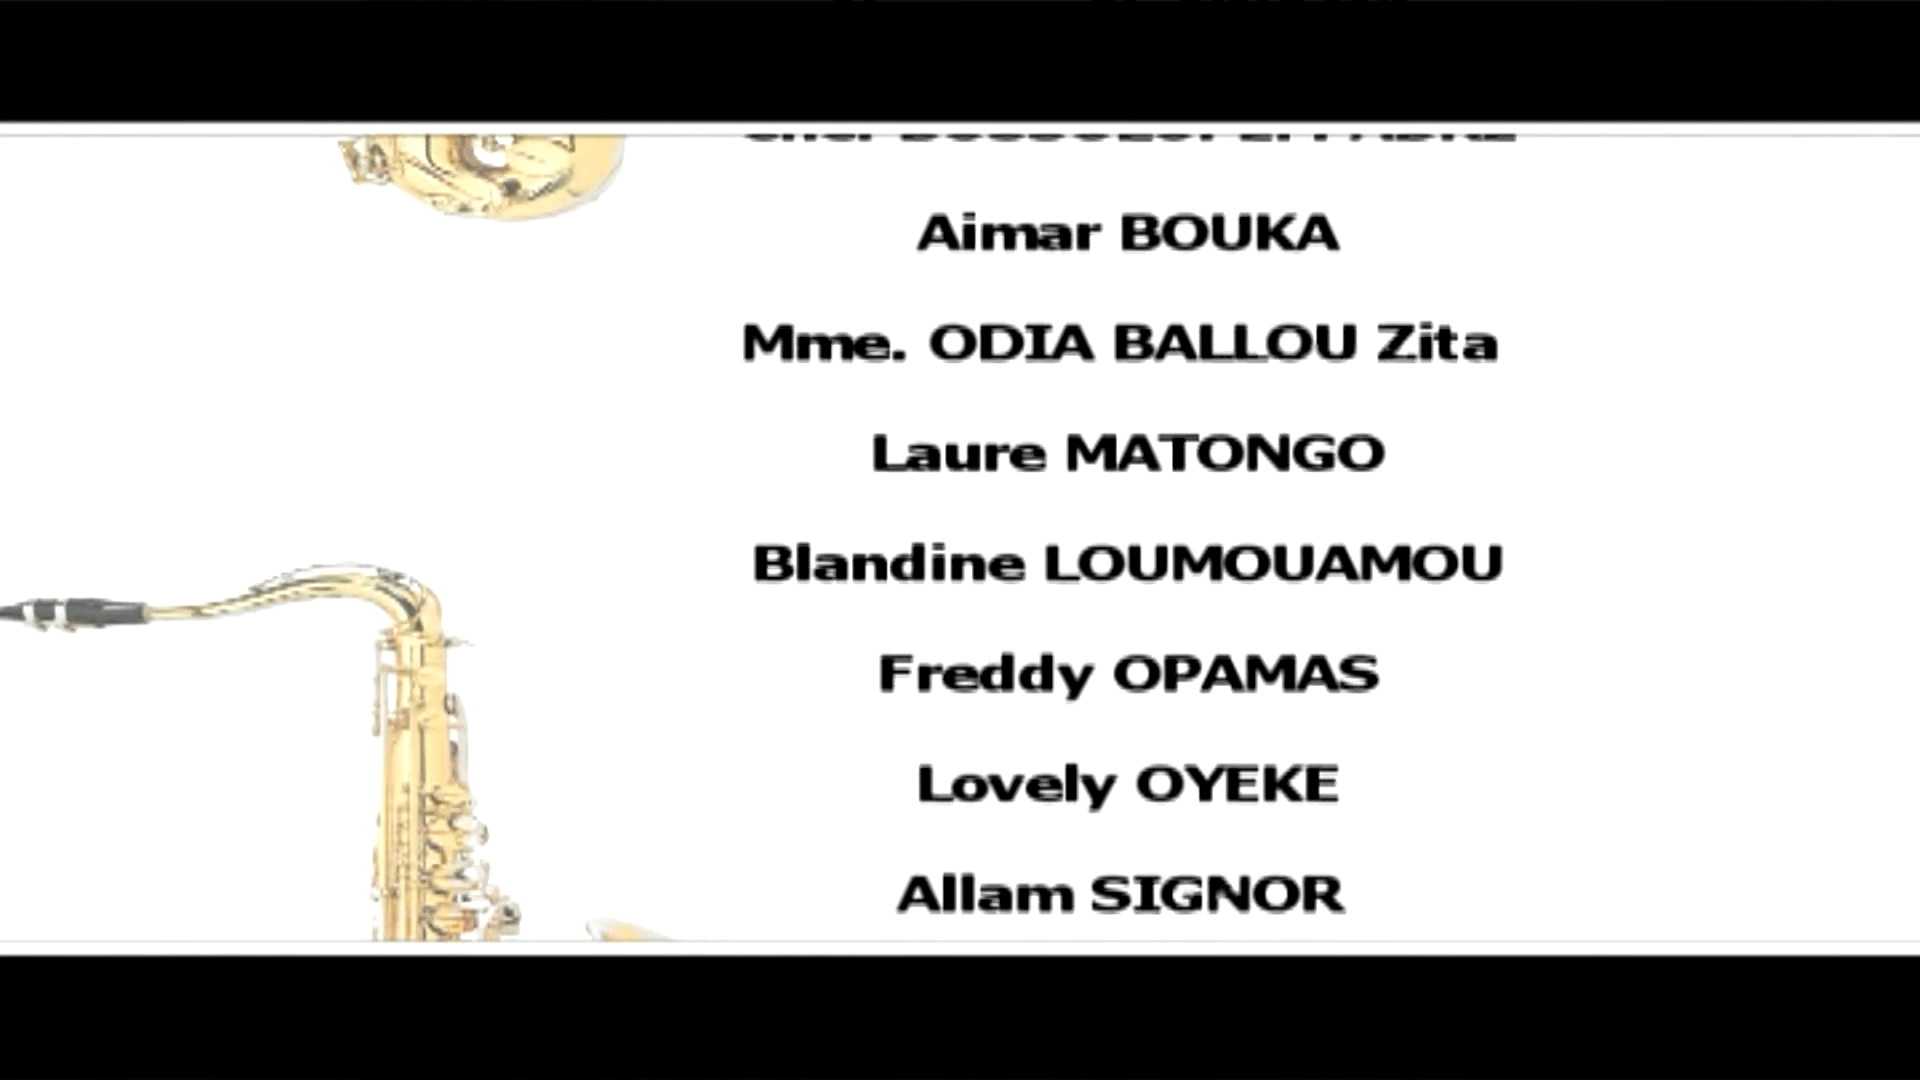 Aimar BOUKA
Mme. ODIA BALLOU Zita
Laure MATONGO
Blandine LOUMOUAMOU
Freddy OPAMAS
Lovely OYEKE
Allam SIGNOR